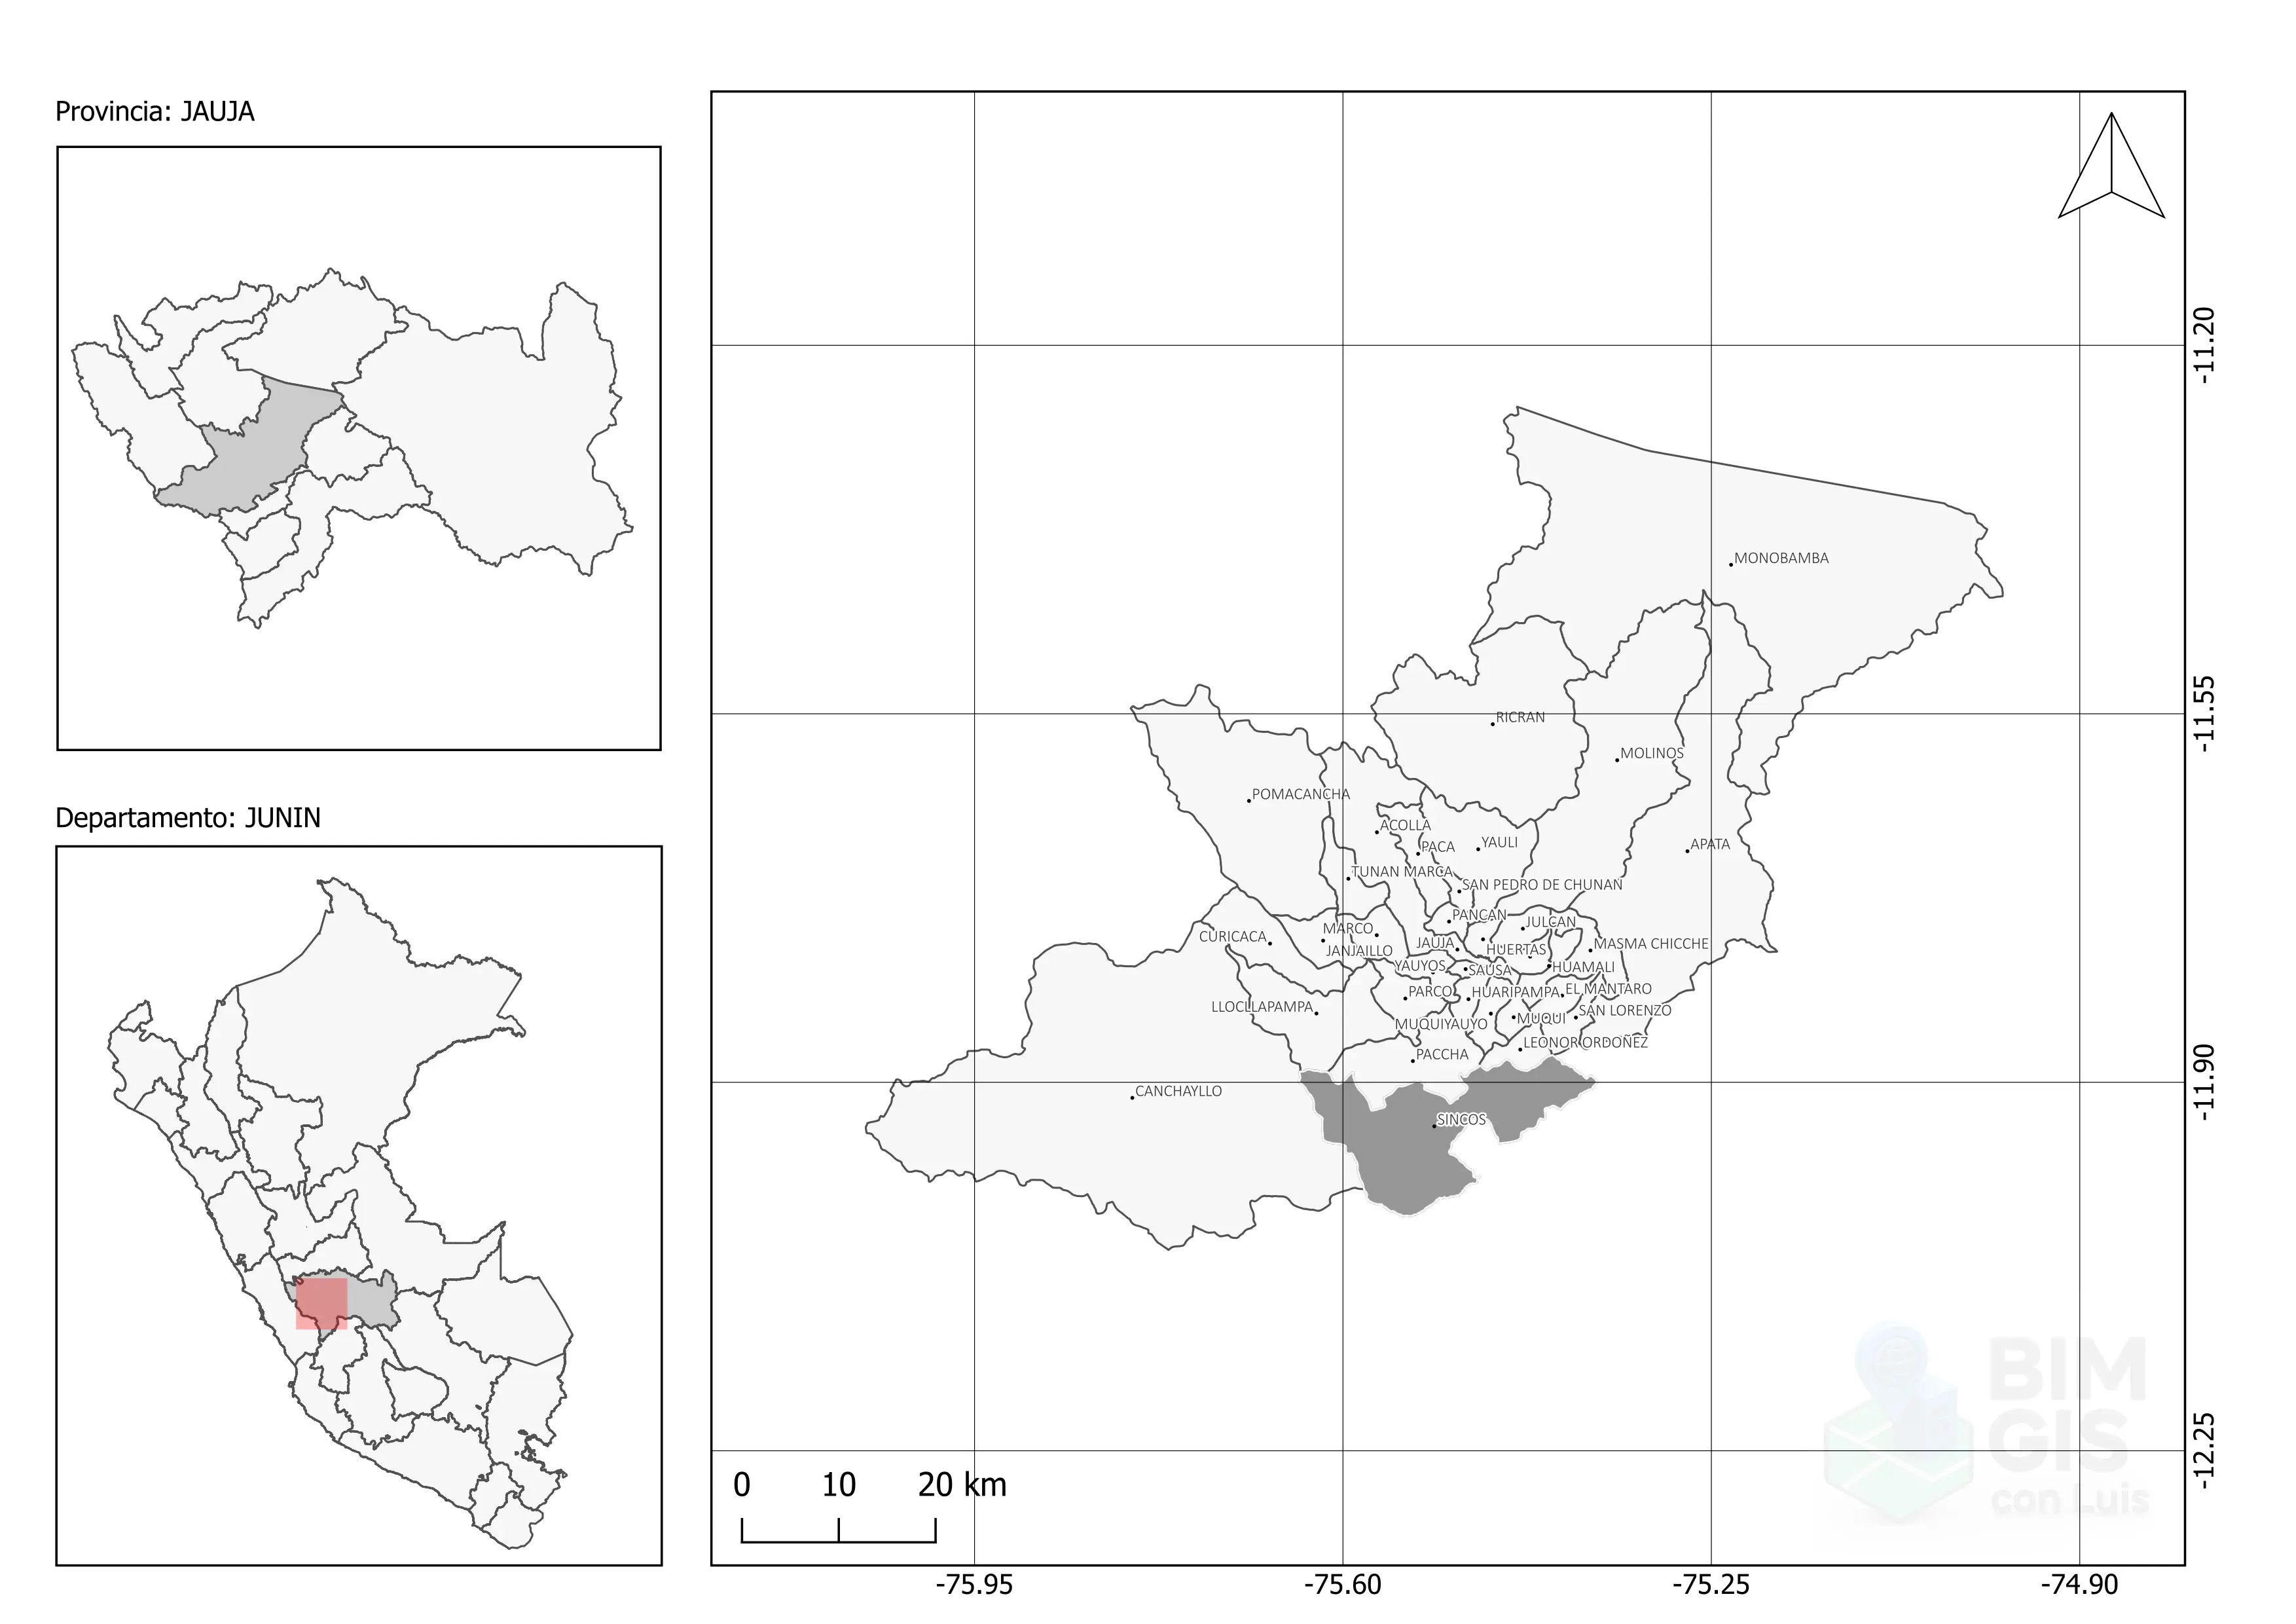 Provincia: JAUJA
Departamento: JUNIN
-11.20
-11.55
-11.90
-12.25
-75.95
-75.60
-75.25
-74.90
0 10 20 km
MONOBAMBA
RICRAN
MOLINOS
POMACANCHA
ACOLLA
YAULI
APATA
PACA
TUNAN MARCA
SAN PEDRO DE CHUNAN
PANCAN
JULCAN
MARCO
CURICACA
JAUJA
MASMA CHICCHE
JANJAILLO
HUERTAS
YAUYOS
SAUSA
HUAMALI
PARCO
HUARIPAMPA
EL MANTARO
LLOCLLAPAMPA
SAN LORENZO
MUQUIYAUYO
MUQUI
LEONOR ORDOÑEZ
PACCHA
CANCHAYLLO
SINCOS
BIM
GIS
con Luis